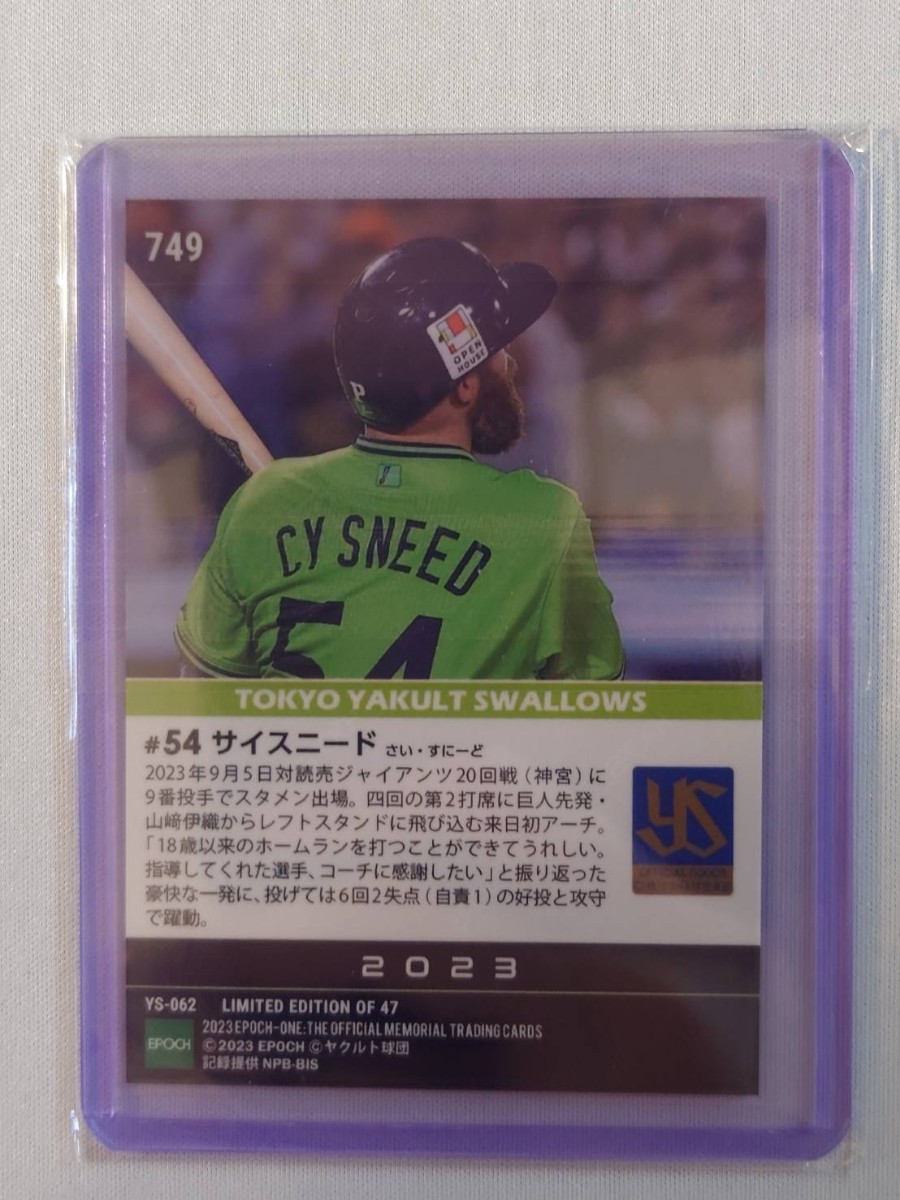 749
OPEN
HOUSE
P
CY SNEED
54
TOKYO YAKULT SWALLOWS
#54 サイスニード さい・すにーど
2023年9月5日対読売ジャイアンツ20回戦(神宮)に
9番投手でスタメン出場。四回の第2打席に巨人先発・
山﨑伊織からレフトスタンドに飛び込む来日初アーチ。
「18歳以来のホームランを打つことができてうれしい。
指導してくれた選手、コーチに感謝したい」と振り返った
豪快な一発に、投げては6回2失点(自責1)の好投と攻守
で躍動。
YS
OFFICIAL GOODS
2023
YS-062 LIMITED EDITION OF 47
EPOCH
2023 EPOCH-ONE:THE OFFICIAL MEMORIAL TRADING CARDS
©2023 EPOCH Ⓒヤクルト球団
記録提供 NPB-BIS